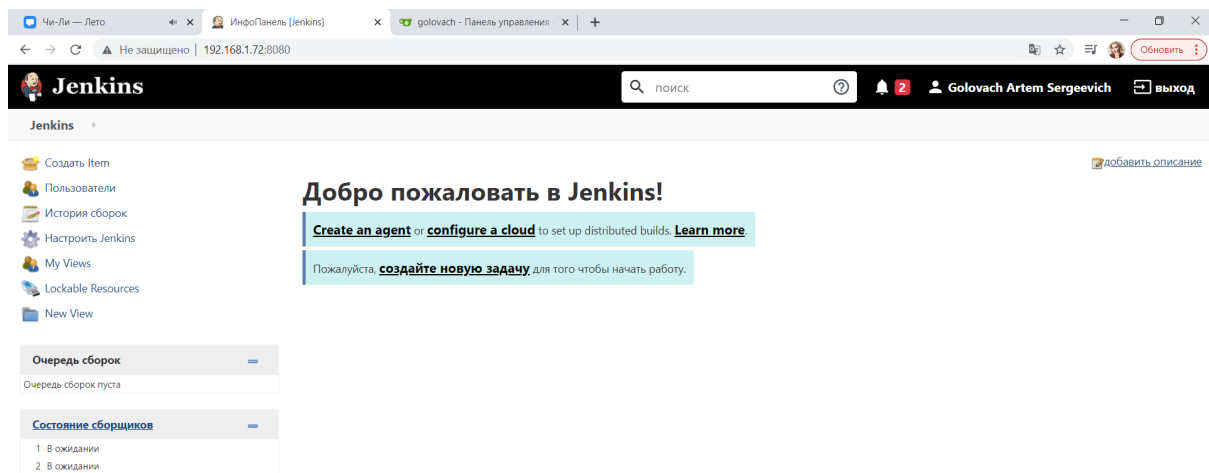 Чи-Ли — Лето
ИнфоПанель [Jenkins]
golovach - Панель управления
Не защищено | 192.168.1.72:8080
Обновить
Jenkins
поиск
2
Golovach Artem Sergeevich
выход
Jenkins
добавить описание
Создать Item
Пользователи
История сборок
Настроить Jenkins
My Views
Lockable Resources
New View
Добро пожаловать в Jenkins!
Create an agent or configure a cloud to set up distributed builds. Learn more.
Пожалуйста, создайте новую задачу для того чтобы начать работу.
Очередь сборок
Очередь сборок пуста
Состояние сборщиков
1 В ожидании
2 В ожидании